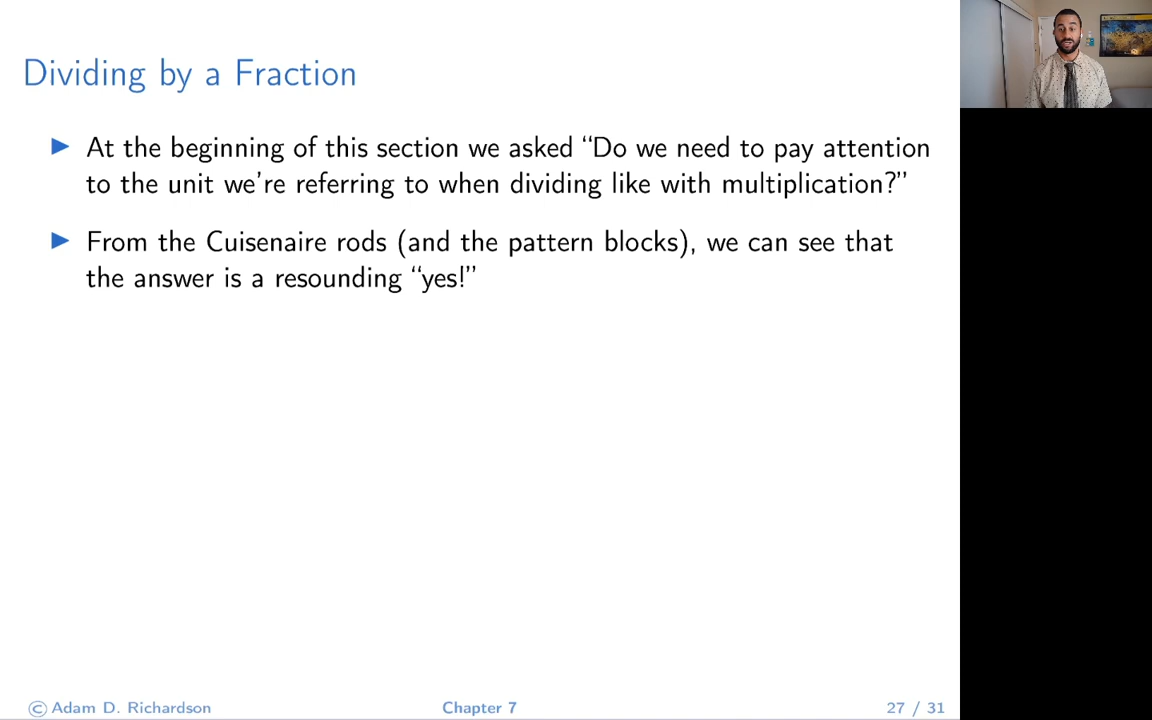 Dividing by a Fraction
▶ At the beginning of this section we asked “Do we need to pay attention
to the unit we’re referring to when dividing like with multiplication?”
▶ From the Cuisenaire rods (and the pattern blocks), we can see that
the answer is a resounding “yes!”
© Adam D. Richardson
Chapter 7
27 / 31